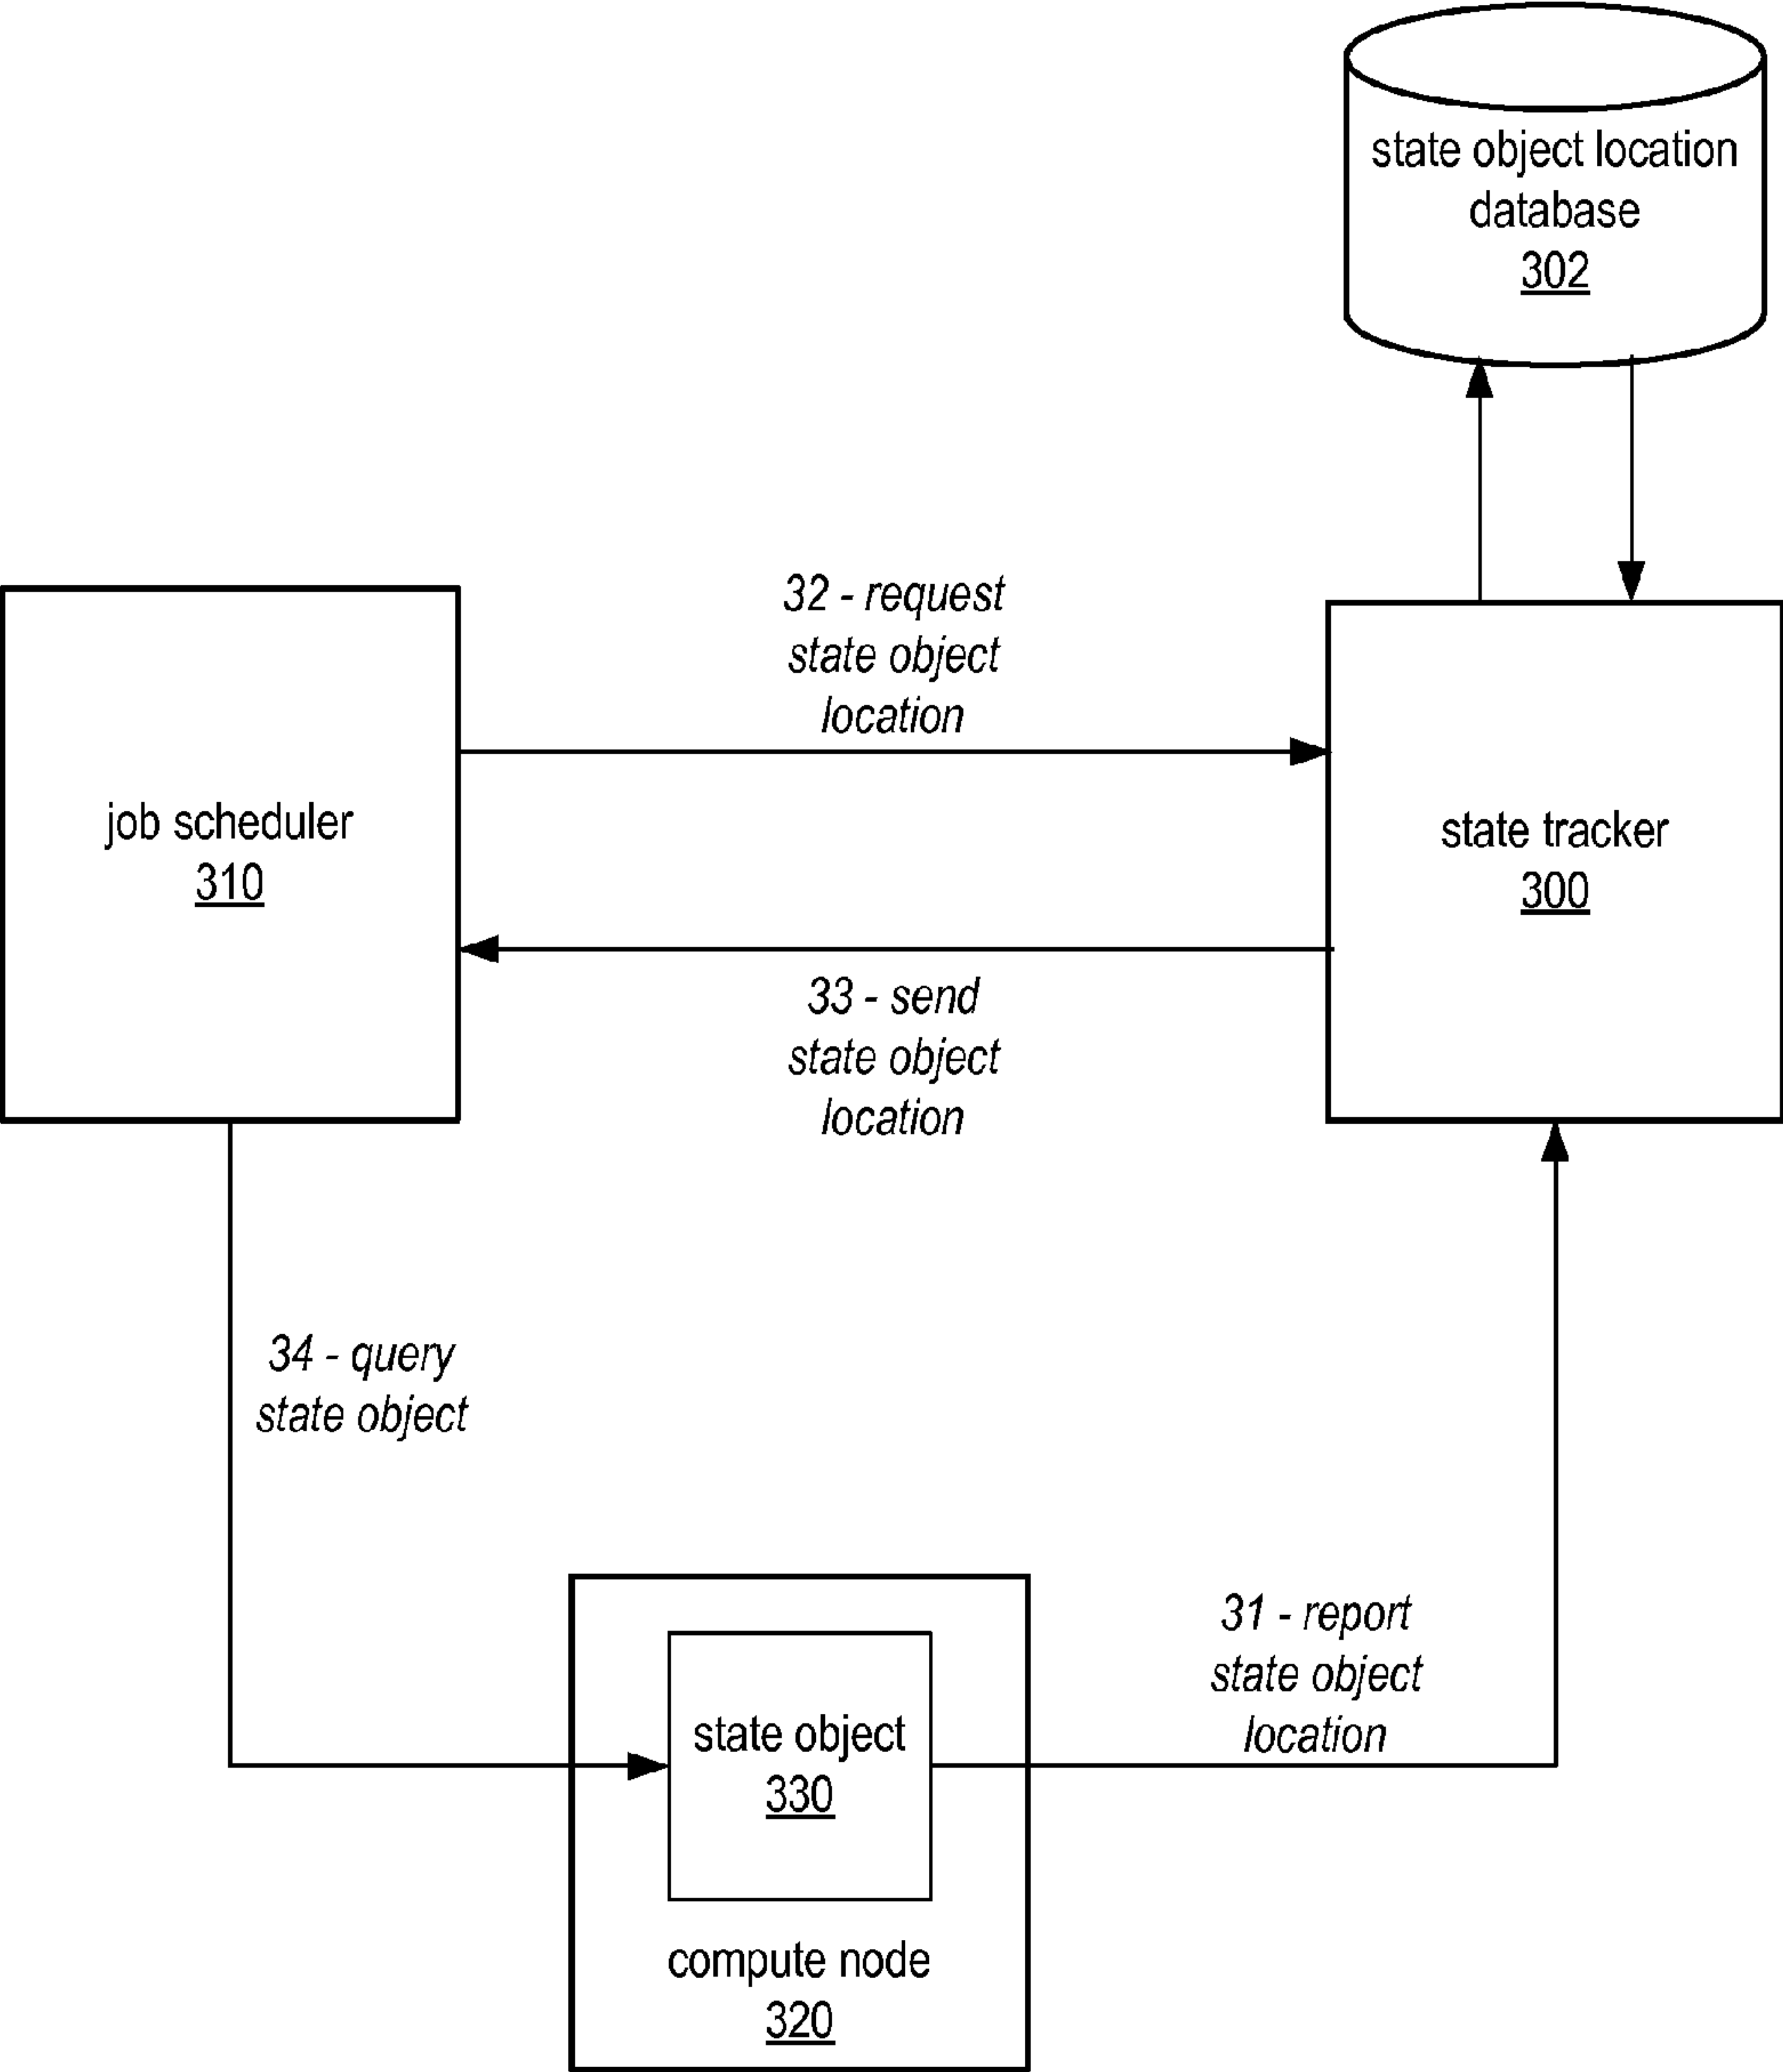 state object location
database
302
32 - request
state object
location
job scheduler
310
state tracker
300
33 - send
state object
location
34 - query
state object
31 - report
state object
location
state object
330
compute node
320